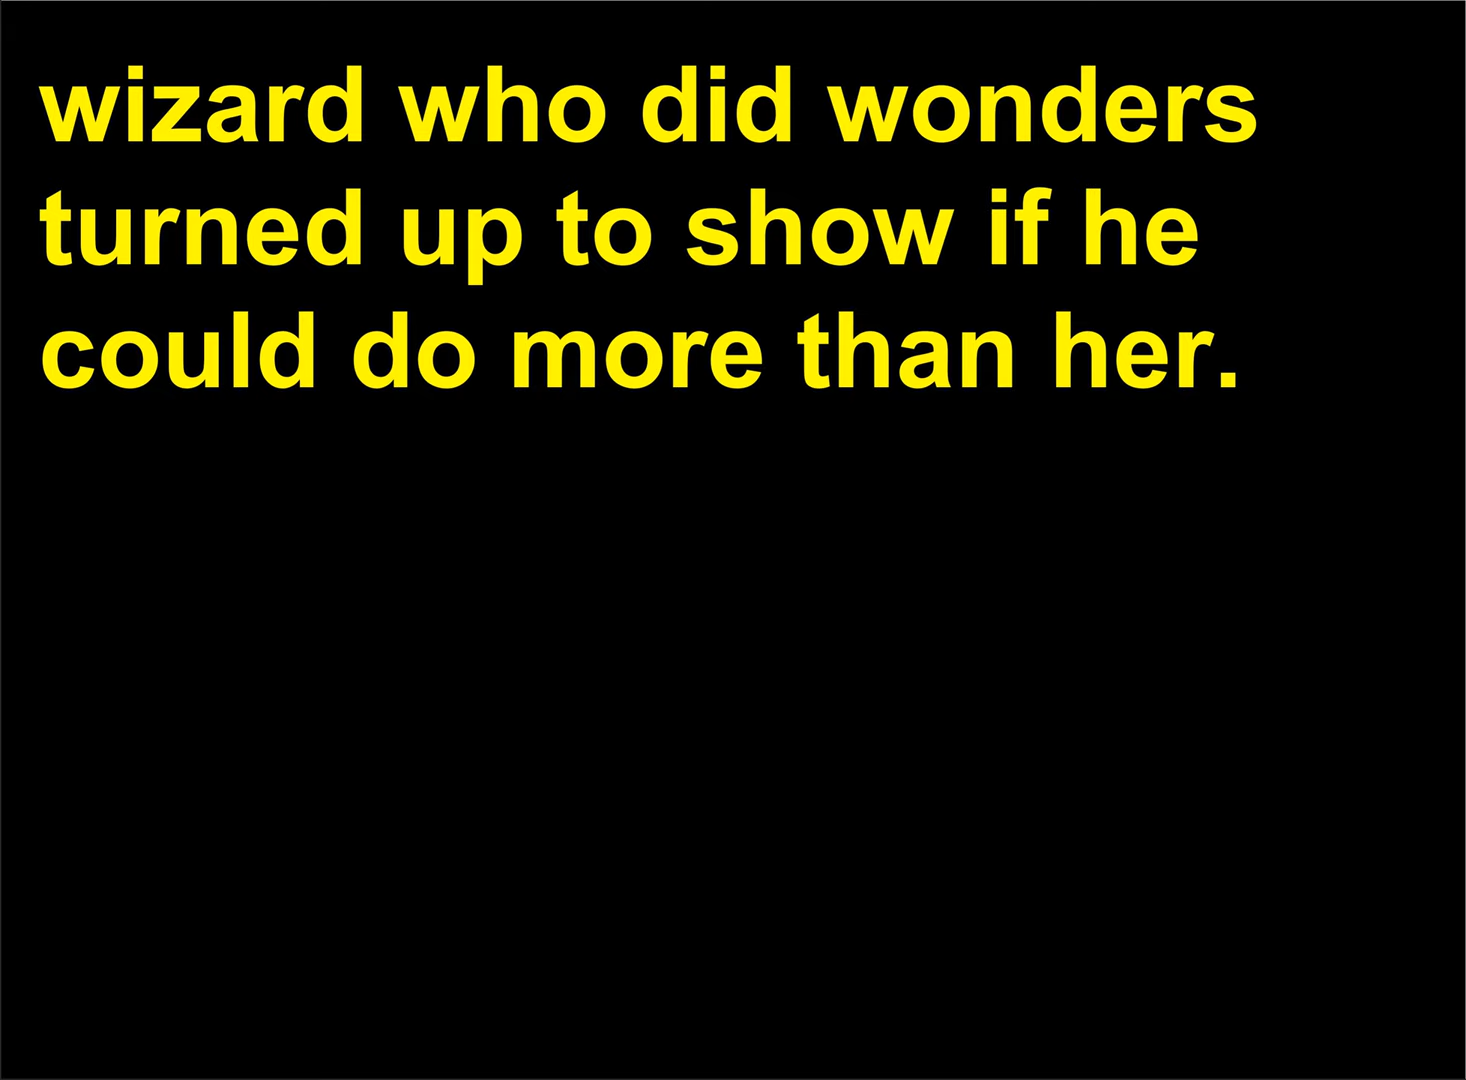 wizard who did wonders
turned up to show if he
could do more than her.